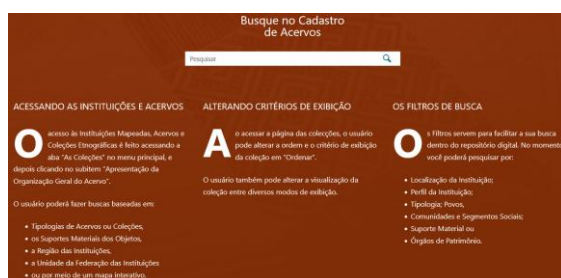 Busque no Cadastro
de Acervos
Pesquisar
ACESSANDO AS INSTITUIÇÕES E ACERVOS
O acesso às Instituições Mapeadas, Acervos e
Coleções Etnográficas é feito acessando a
aba "As Coleções" no menu principal, e
depois clicando no subitem "Apresentação da
Organização Geral do Acervo".
O usuário poderá fazer buscas baseadas em:
• Tipologias de Acervos ou Coleções,
• os Suportes Materiais dos Objetos,
• a Região das Instituições,
• a Unidade da Federação das Instituições
• ou por meio de um mapa interativo.
ALTERANDO CRITÉRIOS DE EXIBIÇÃO
Ao acessar a página das colecções, o usuário
pode alterar a ordem e o critério de exibição
da coleção em "Ordenar".
O usuário também pode alterar a visualização da
coleção entre diversos modos de exibição.
OS FILTROS DE BUSCA
Os Filtros servem para facilitar a sua busca
dentro do repositório digital. No momento
você poderá pesquisar por:
• Localização da Instituição;
• Perfil da Instituição;
• Tipologia; Povos,
• Comunidades e Segmentos Sociais;
• Suporte Material ou
• Órgãos de Patrimônio.